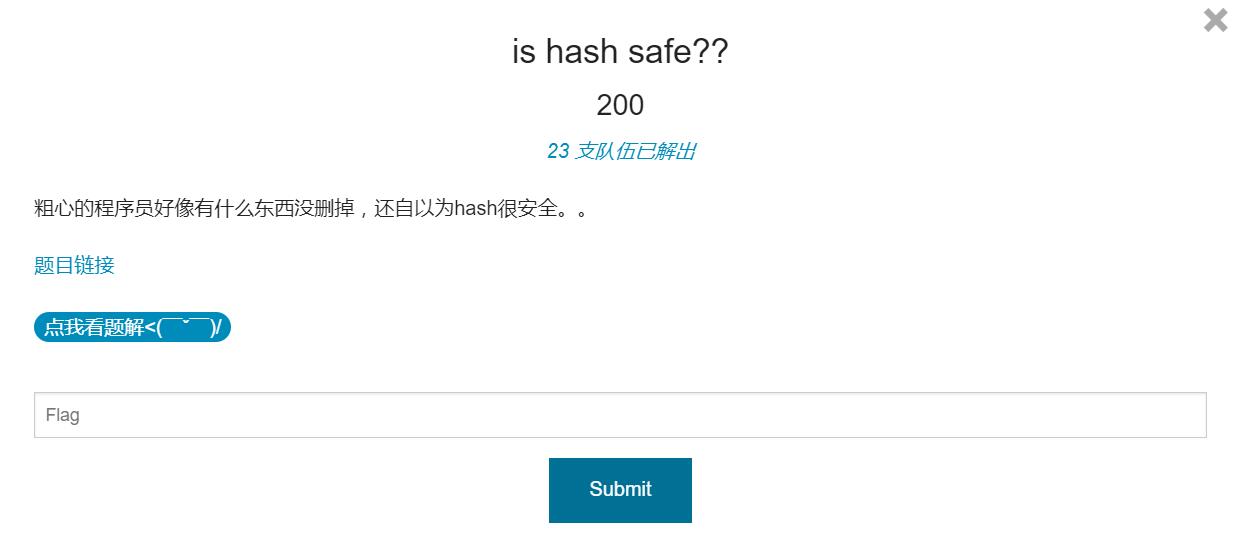 is hash safe??
200
23 支队伍已解出
粗心的程序员好像有什么东西没删掉，还自以为hash很安全。。
题目链接
点我看题解<(￣ˇ￣)/
Flag
Submit